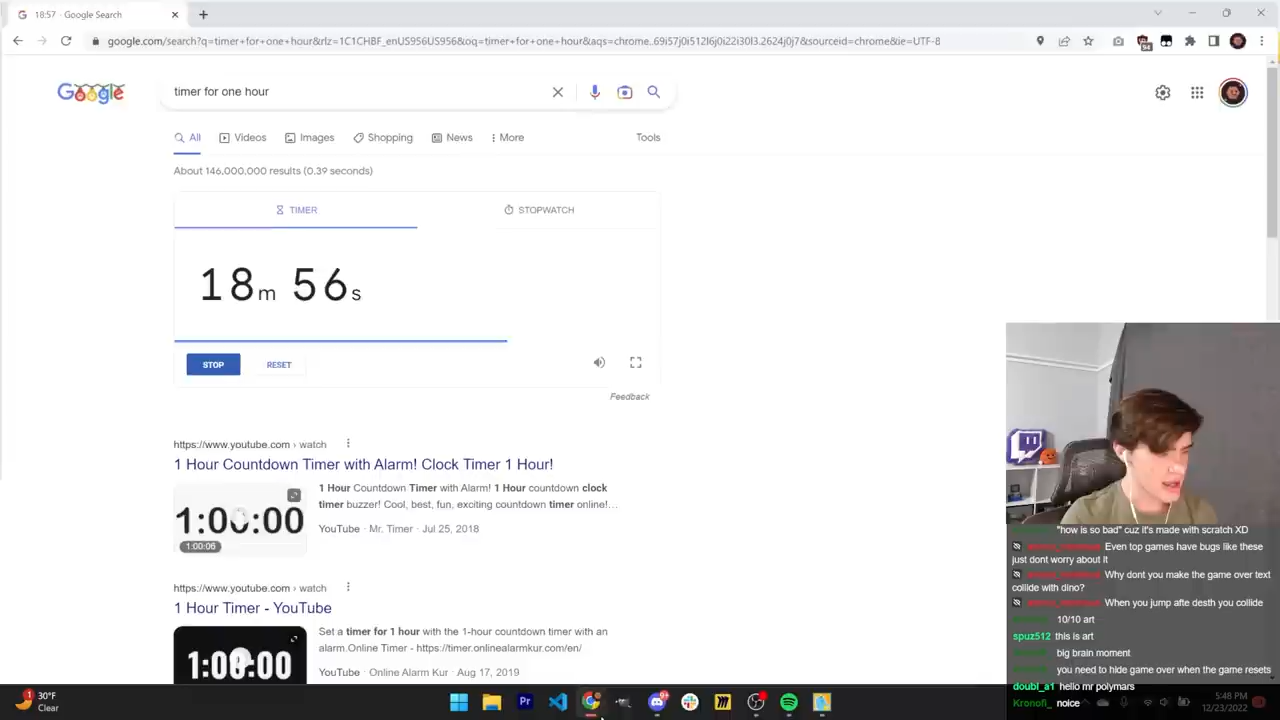 18:57 - Google Search
google.com/search?q=timer+for+one+hour&rlz=1C1CHBF_enUS956US956&oq=timer+for+one+hour&aqs=chrome..69i57j0i512l6j0i22i30l3.2624j0j7&sourceid=chrome&ie=UTF-8
94
Google
timer for one hour
All
Videos
Images
Shopping
News
More
Tools
About 146,000,000 results (0.39 seconds)
TIMER
STOPWATCH
18m 56s
STOP
RESET
Feedback
https://www.youtube.com › watch
1 Hour Countdown Timer with Alarm! Clock Timer 1 Hour!
1:00:00
1:00:06
1 Hour Countdown Timer with Alarm! 1 Hour countdown clock
timer buzzer! Cool, best, fun, exciting countdown timer online!...
YouTube · Mr. Timer · Jul 25, 2018
https://www.youtube.com › watch
1 Hour Timer - YouTube
1:00:00
Set a timer for 1 hour with the 1-hour countdown timer with an
alarm.Online Timer - https://timer.onlinealarmkur.com/en/
YouTube · Online Alarm Kur · Aug 17, 2019
"how is so bad" cuz it's made with scratch XD
Even top games have bugs like these
just dont worry about it
Why dont you make the game over text
collide with dino?
When you jump afte desth you collide
10/10 art
spuz512 this is art
big brain moment
you need to hide game over when the game resets
doubl_a1 hello mr polymars
Kronofi_ noice
30°F
Clear
Pr
5:48 PM
12/23/2022